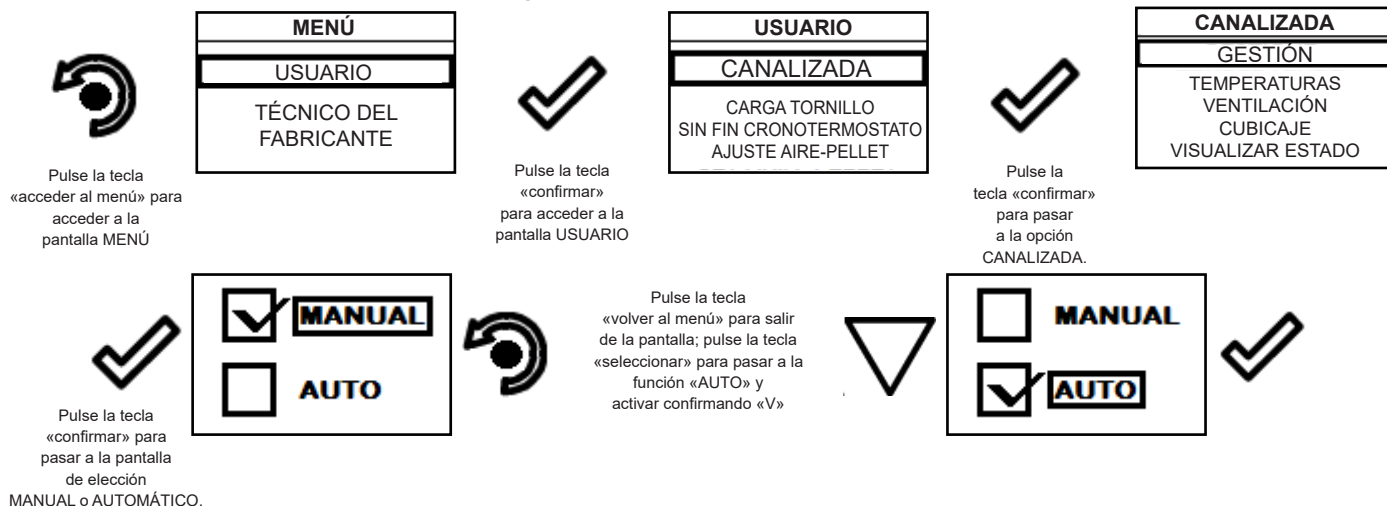 MENÚ
USUARIO
TÉCNICO DEL
FABRICANTE
Pulse la tecla
«acceder al menú» para
acceder a la
pantalla MENÚ
USUARIO
CANALIZADA
CARGA TORNILLO
SIN FIN CRONOTERMOSTATO
AJUSTE AIRE-PELLET
Pulse la tecla
«confirmar»
para acceder a la
pantalla USUARIO
CANALIZADA
GESTIÓN
TEMPERATURAS
VENTILACIÓN
CUBICAJE
VISUALIZAR ESTADO
Pulse la
tecla «confirmar»
para pasar
a la opción
CANALIZADA.
MANUAL
AUTO
Pulse la tecla
«confirmar» para
pasar a la pantalla
de elección
MANUAL o AUTOMÁTICO.
Pulse la tecla
«volver al menú» para salir
de la pantalla; pulse la tecla
«seleccionar» para pasar a la
función «AUTO» y
activar confirmando «V»
MANUAL
AUTO